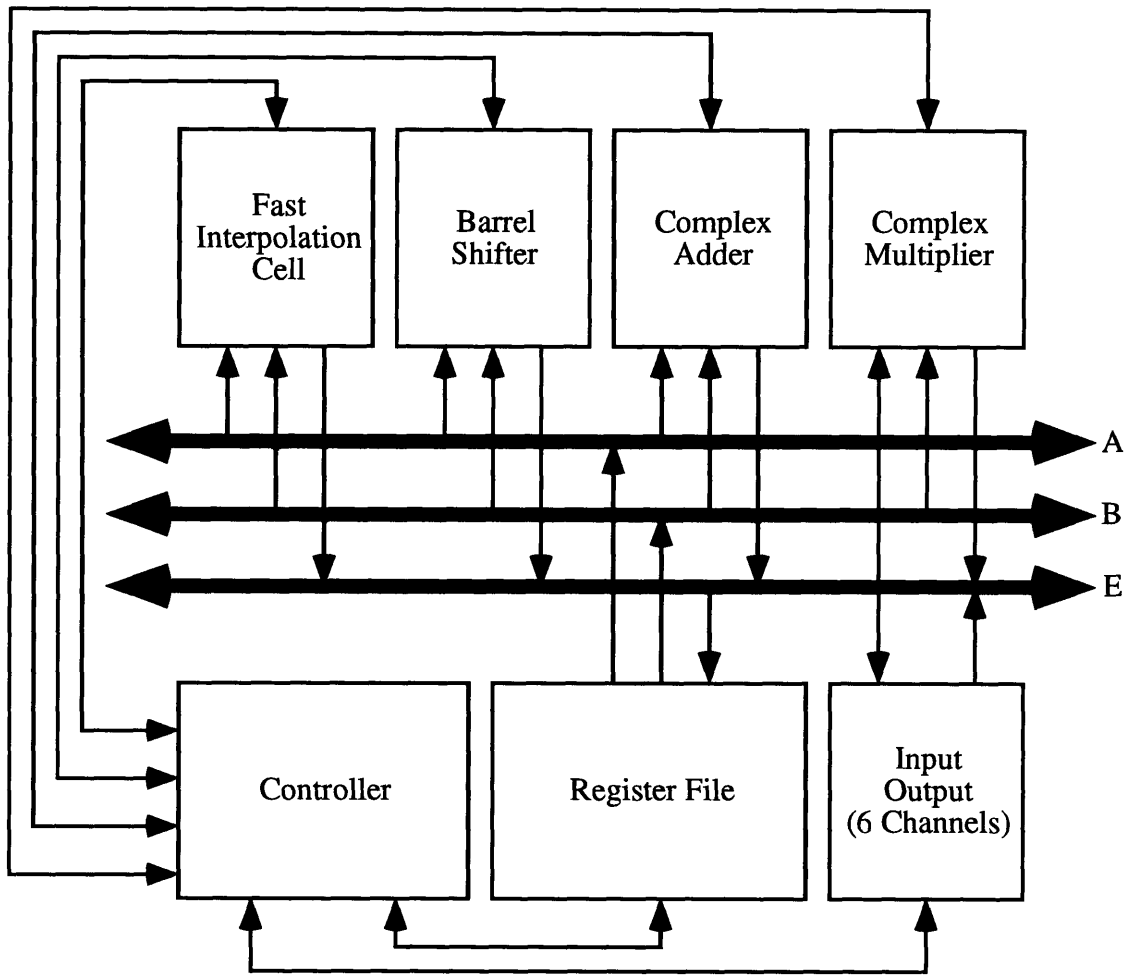 Fast
Interpolation
Cell
Barrel
Shifter
Complex
Adder
Complex
Multiplier
A
B
E
Controller
Register File
Input
Output
(6 Channels)